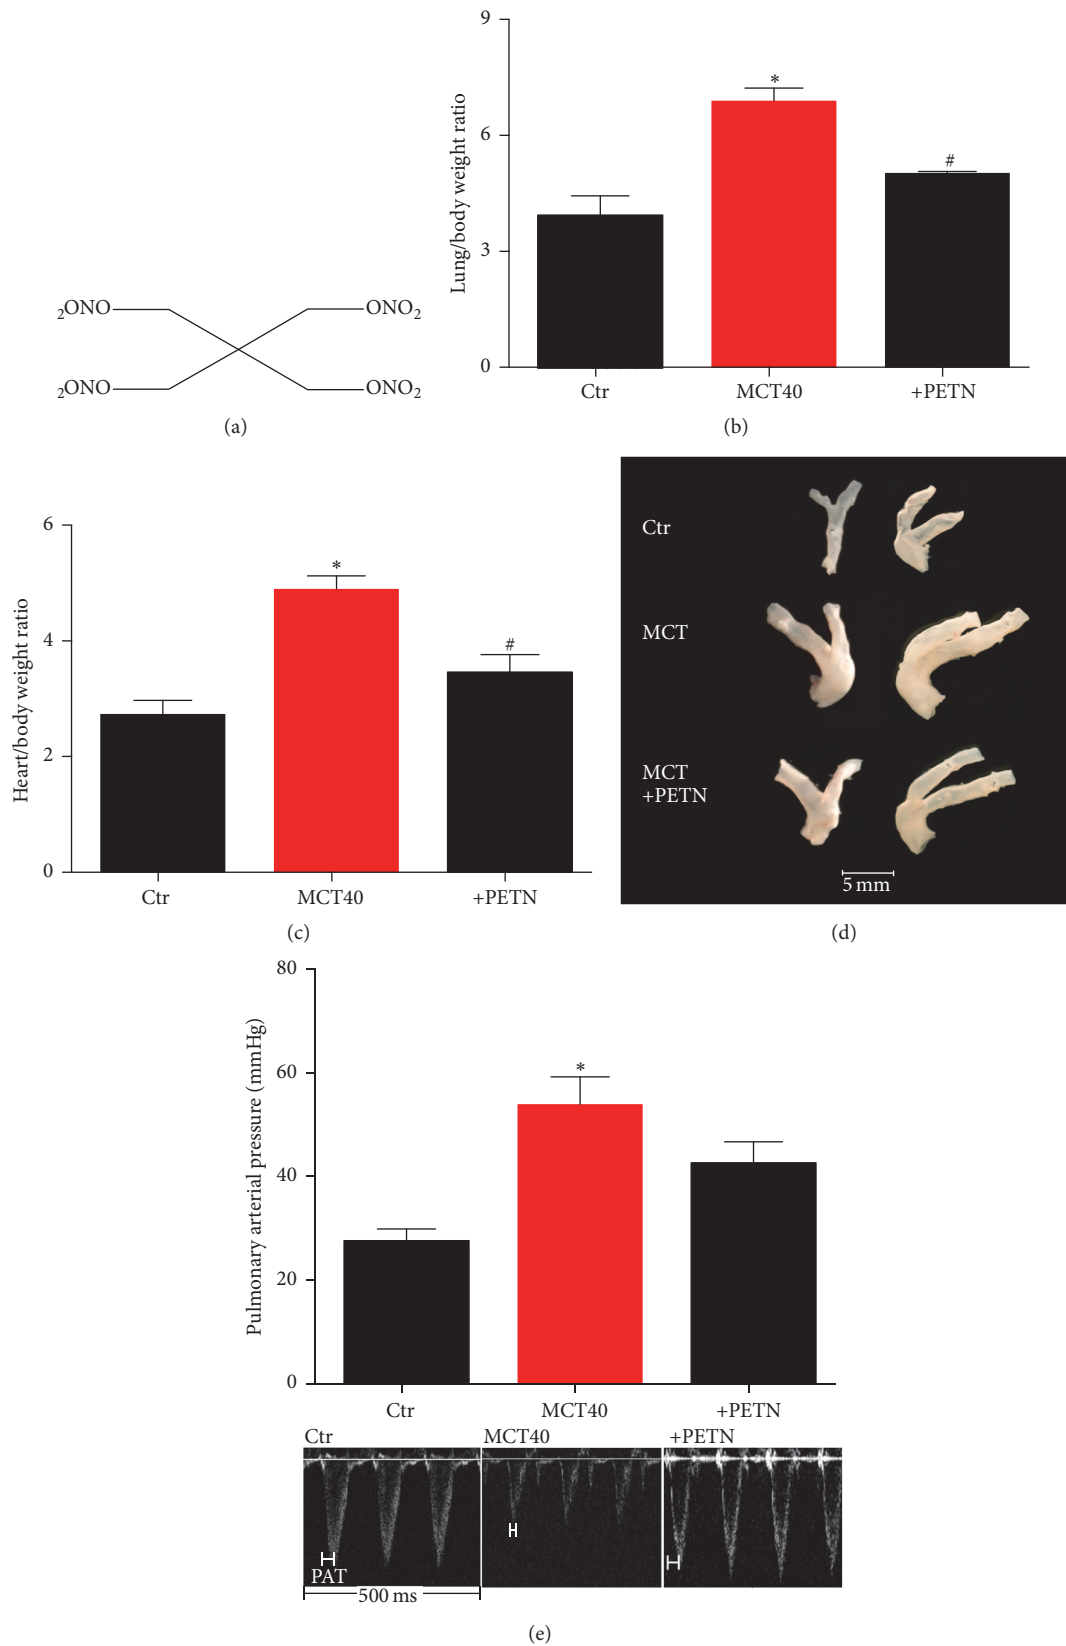 ₂ONO ONO₂
₂ONO ONO₂
(a)
Lung/body weight ratio
9
6
3
0
*
#
Ctr MCT40 +PETN
(b)
Heart/body weight ratio
6
4
2
0
*
#
Ctr MCT40 +PETN
(c)
Ctr
MCT
MCT
+PETN
5 mm
(d)
Pulmonary arterial pressure (mmHg)
80
60
40
20
0
*
Ctr MCT40 +PETN
Ctr MCT40 +PETN
PAT
500 ms
(e)